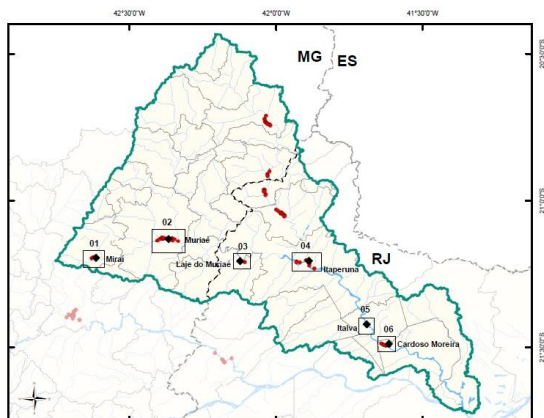 42°30'0"W 42°0'0"W 41°30'0"W
20°30'0"S
MG ES
21°0'0"S
02
Muriaé
01
Miraí
03
Laje do Muriaé
04
Itaperuna
RJ
05
Italva
06
Cardoso Moreira
21°30'0"S